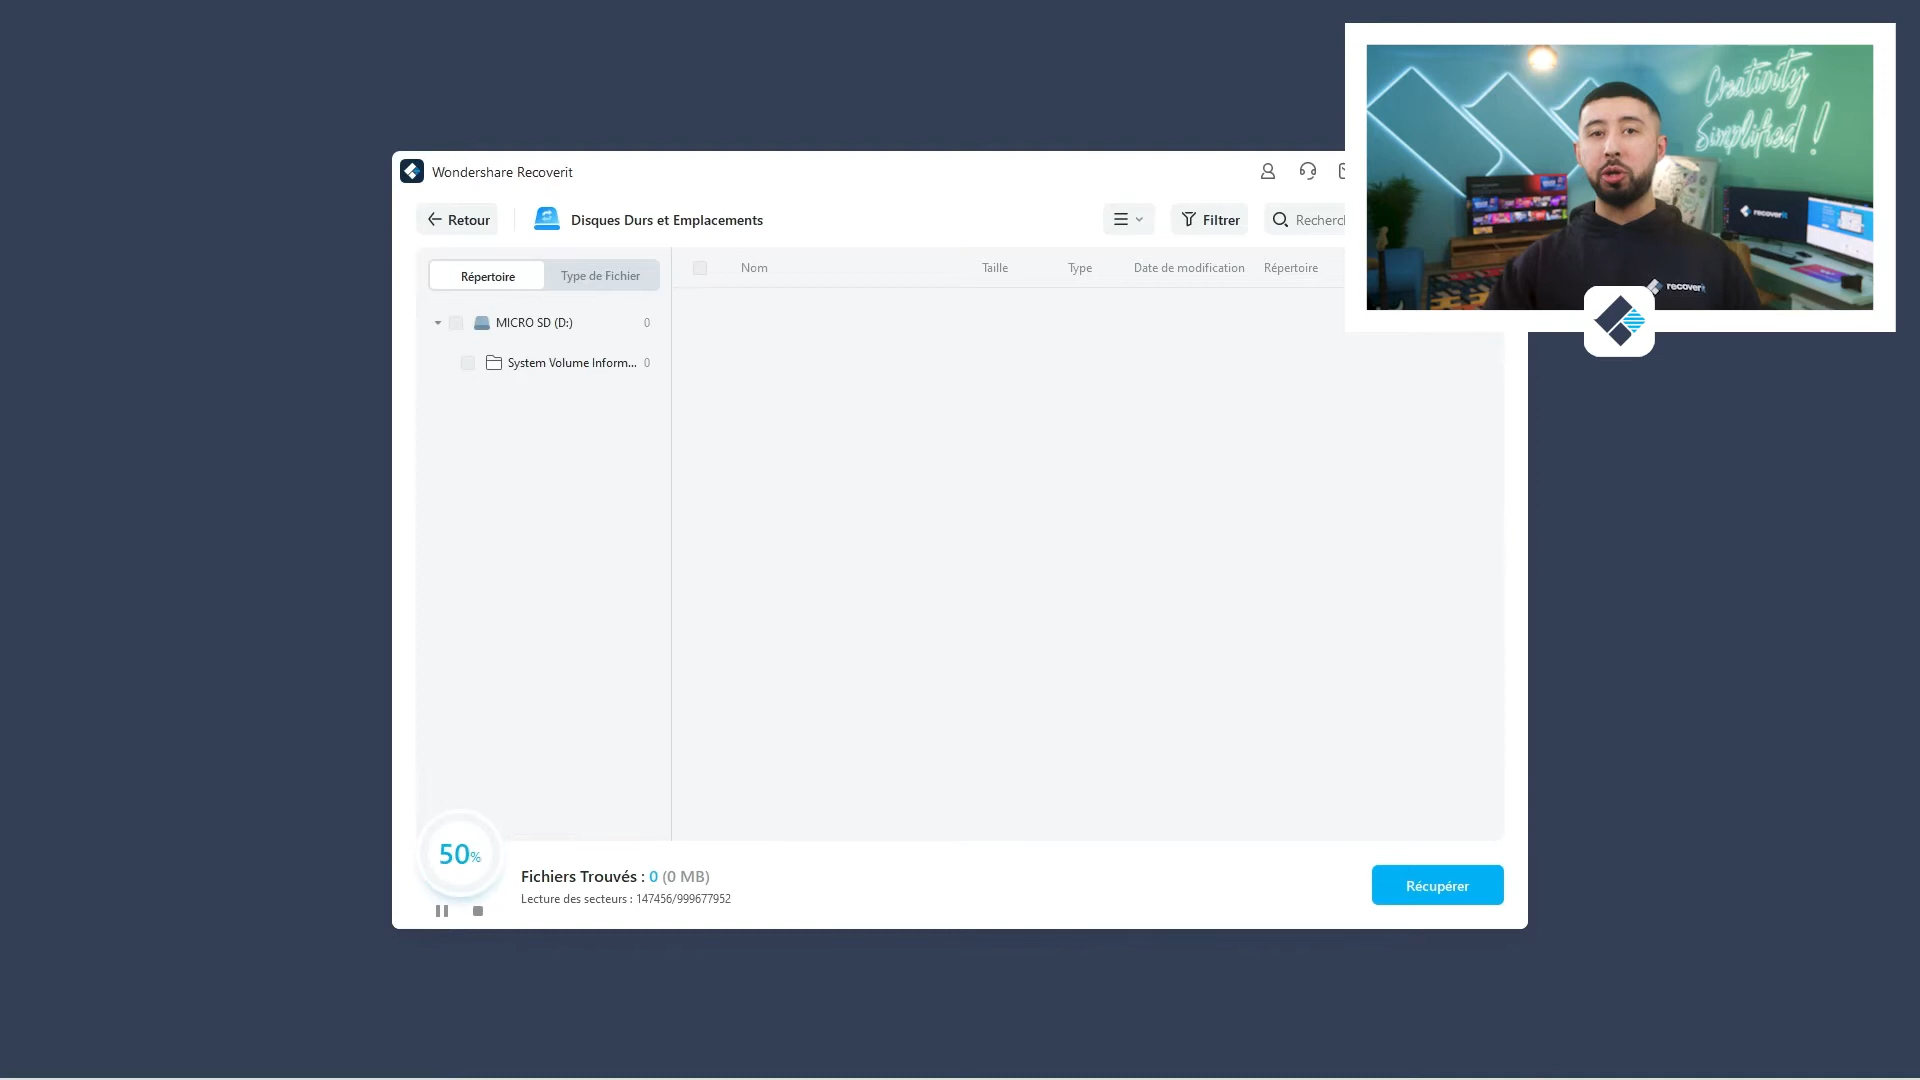 Wondershare Recoverit
Retour
Disques Durs et Emplacements
Filtrer
Recherc
Répertoire
Type de Fichier
Nom
Taille
Type
Date de modification
Répertoire
MICRO SD (D:)
0
System Volume Inform...
0
50%
Fichiers Trouvés : 0 (0 MB)
Lecture des secteurs : 147456/999677952
Récupérer
Creativity
Simplified !
recoverit
recoverit